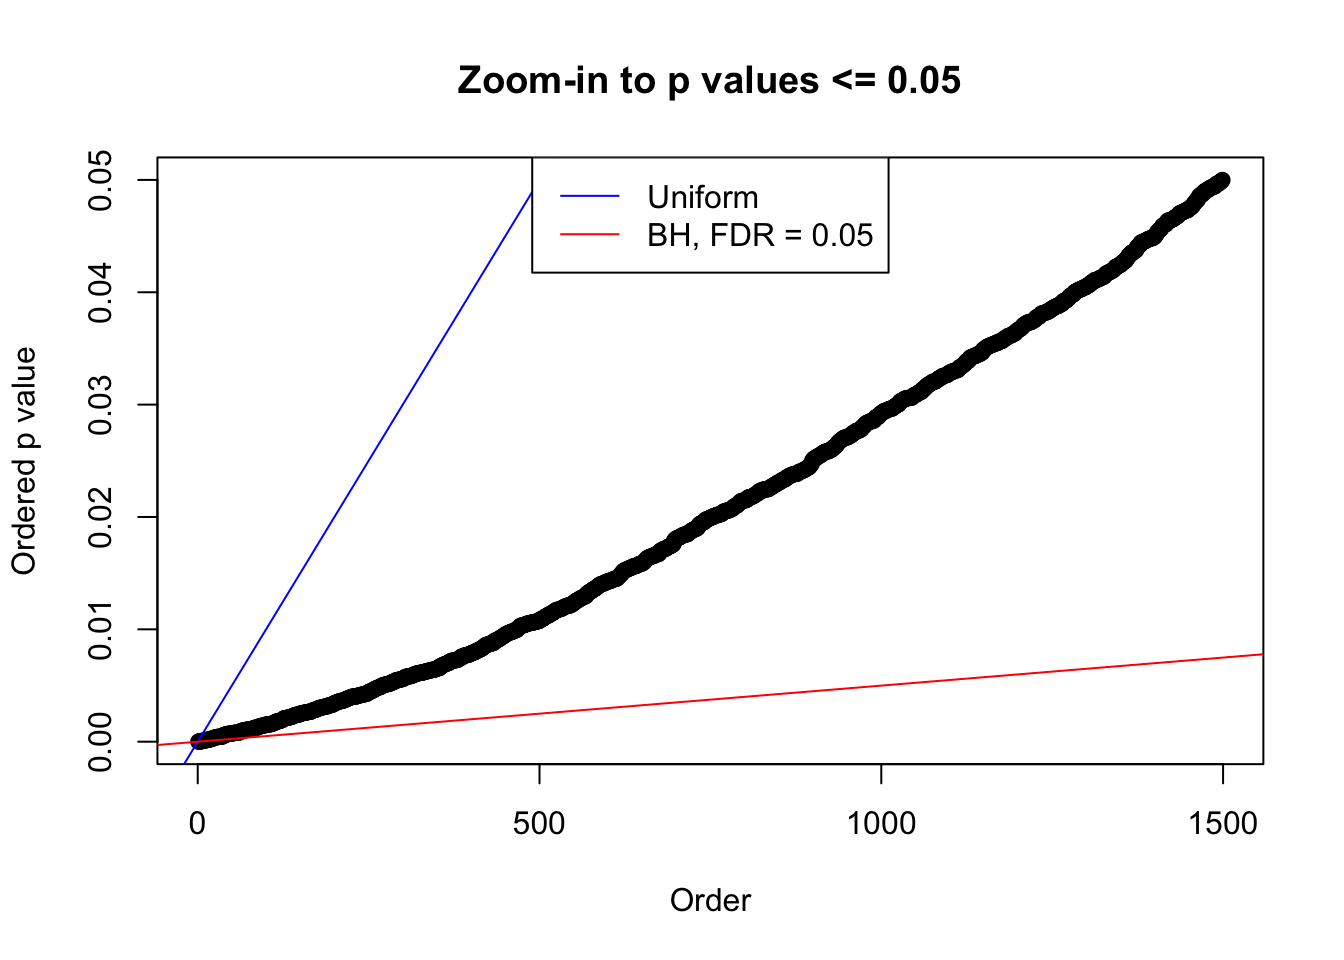 Zoom-in to p values <= 0.05
Uniform
BH, FDR = 0.05
Ordered p value
0.05
0.04
0.03
0.02
0.01
0.00
0 500 1000 1500
Order